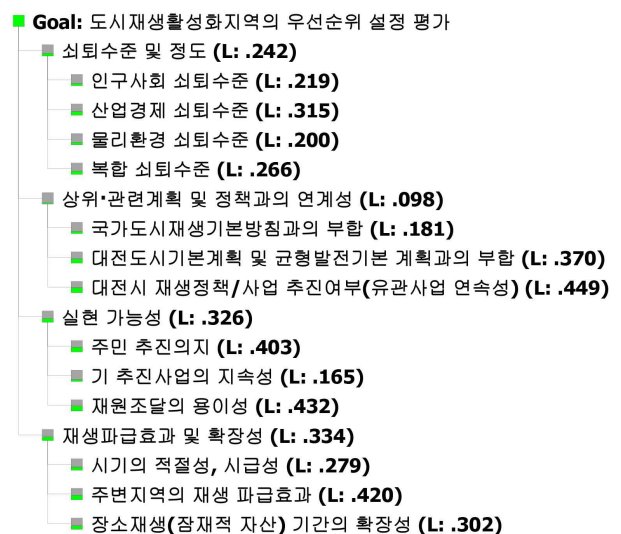 Goal: 도시재생활성화지역의 우선순위 설정 평가
쇠퇴수준 및 정도 (L: .242)
인구사회 쇠퇴수준 (L: .219)
산업경제 쇠퇴수준 (L: .315)
물리환경 쇠퇴수준 (L: .200)
복합 쇠퇴수준 (L: .266)
상위·관련계획 및 정책과의 연계성 (L: .098)
국가도시재생기본방침과의 부합 (L: .181)
대전도시기본계획 및 균형발전기본 계획과의 부합 (L: .370)
대전시 재생정책/사업 추진여부(유관사업 연속성) (L: .449)
실현 가능성 (L: .326)
주민 추진의지 (L: .403)
기 추진사업의 지속성 (L: .165)
재원조달의 용이성 (L: .432)
재생파급효과 및 확장성 (L: .334)
시기의 적절성, 시급성 (L: .279)
주변지역의 재생 파급효과 (L: .420)
장소재생(잠재적 자산) 기간의 확장성 (L: .302)